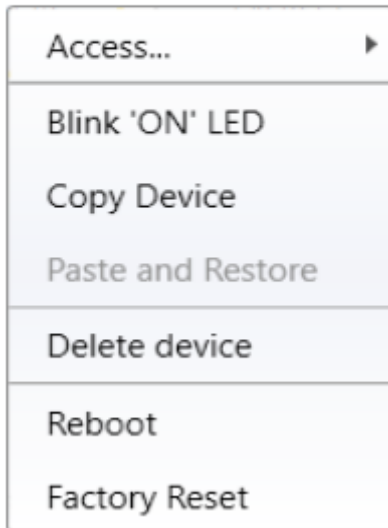 Access...
Blink 'ON' LED
Copy Device
Paste and Restore
Delete device
Reboot
Factory Reset